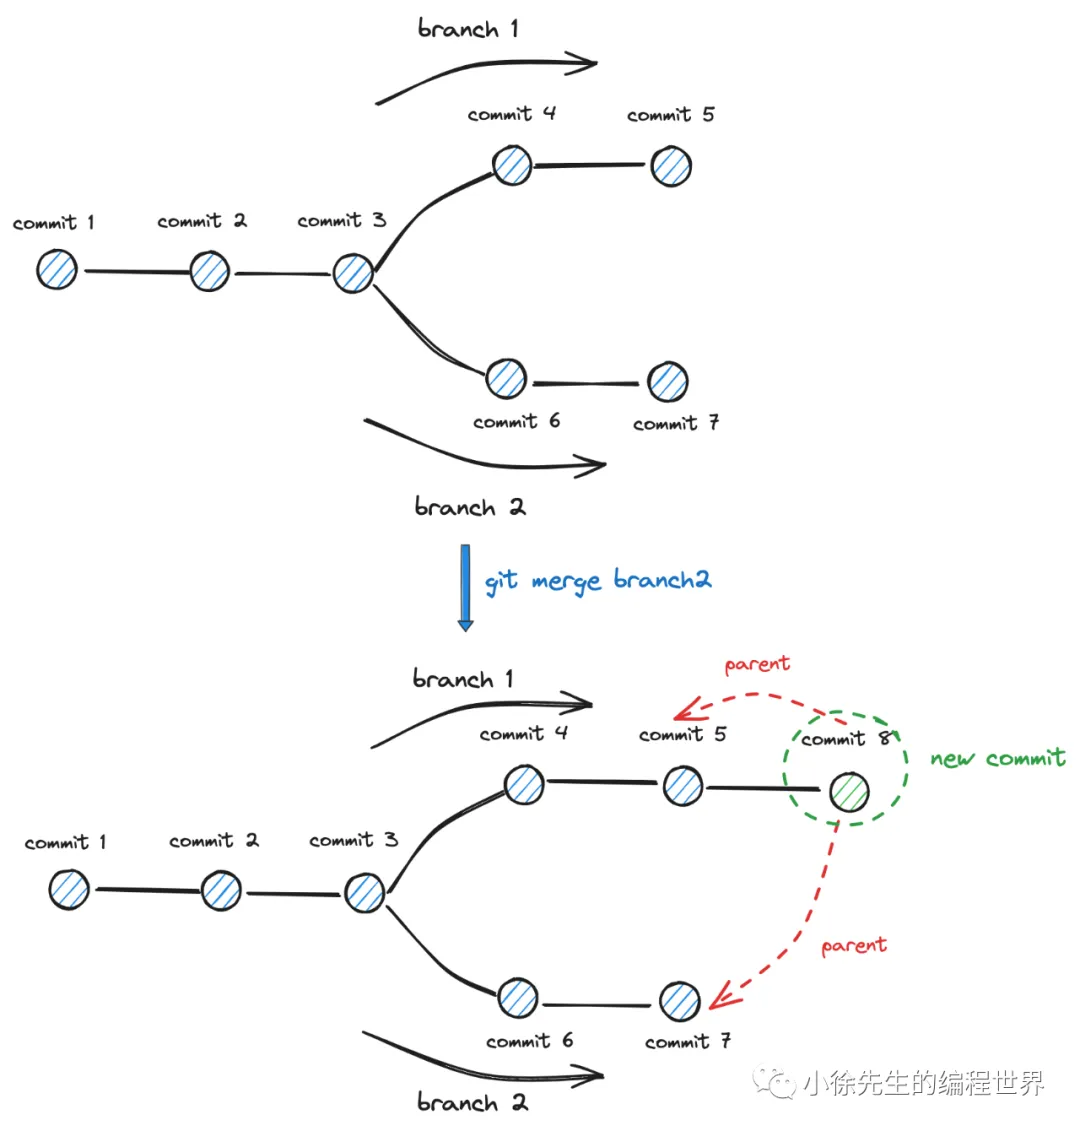 branch 1
commit 4
commit 5
commit 1
commit 2
commit 3
commit 6
commit 7
branch 2
git merge branch2
parent
branch 1
commit 4
commit 5
commit 8
new commit
commit 1
commit 2
commit 3
parent
commit 6
commit 7
小徐先生的编程世界
branch 2